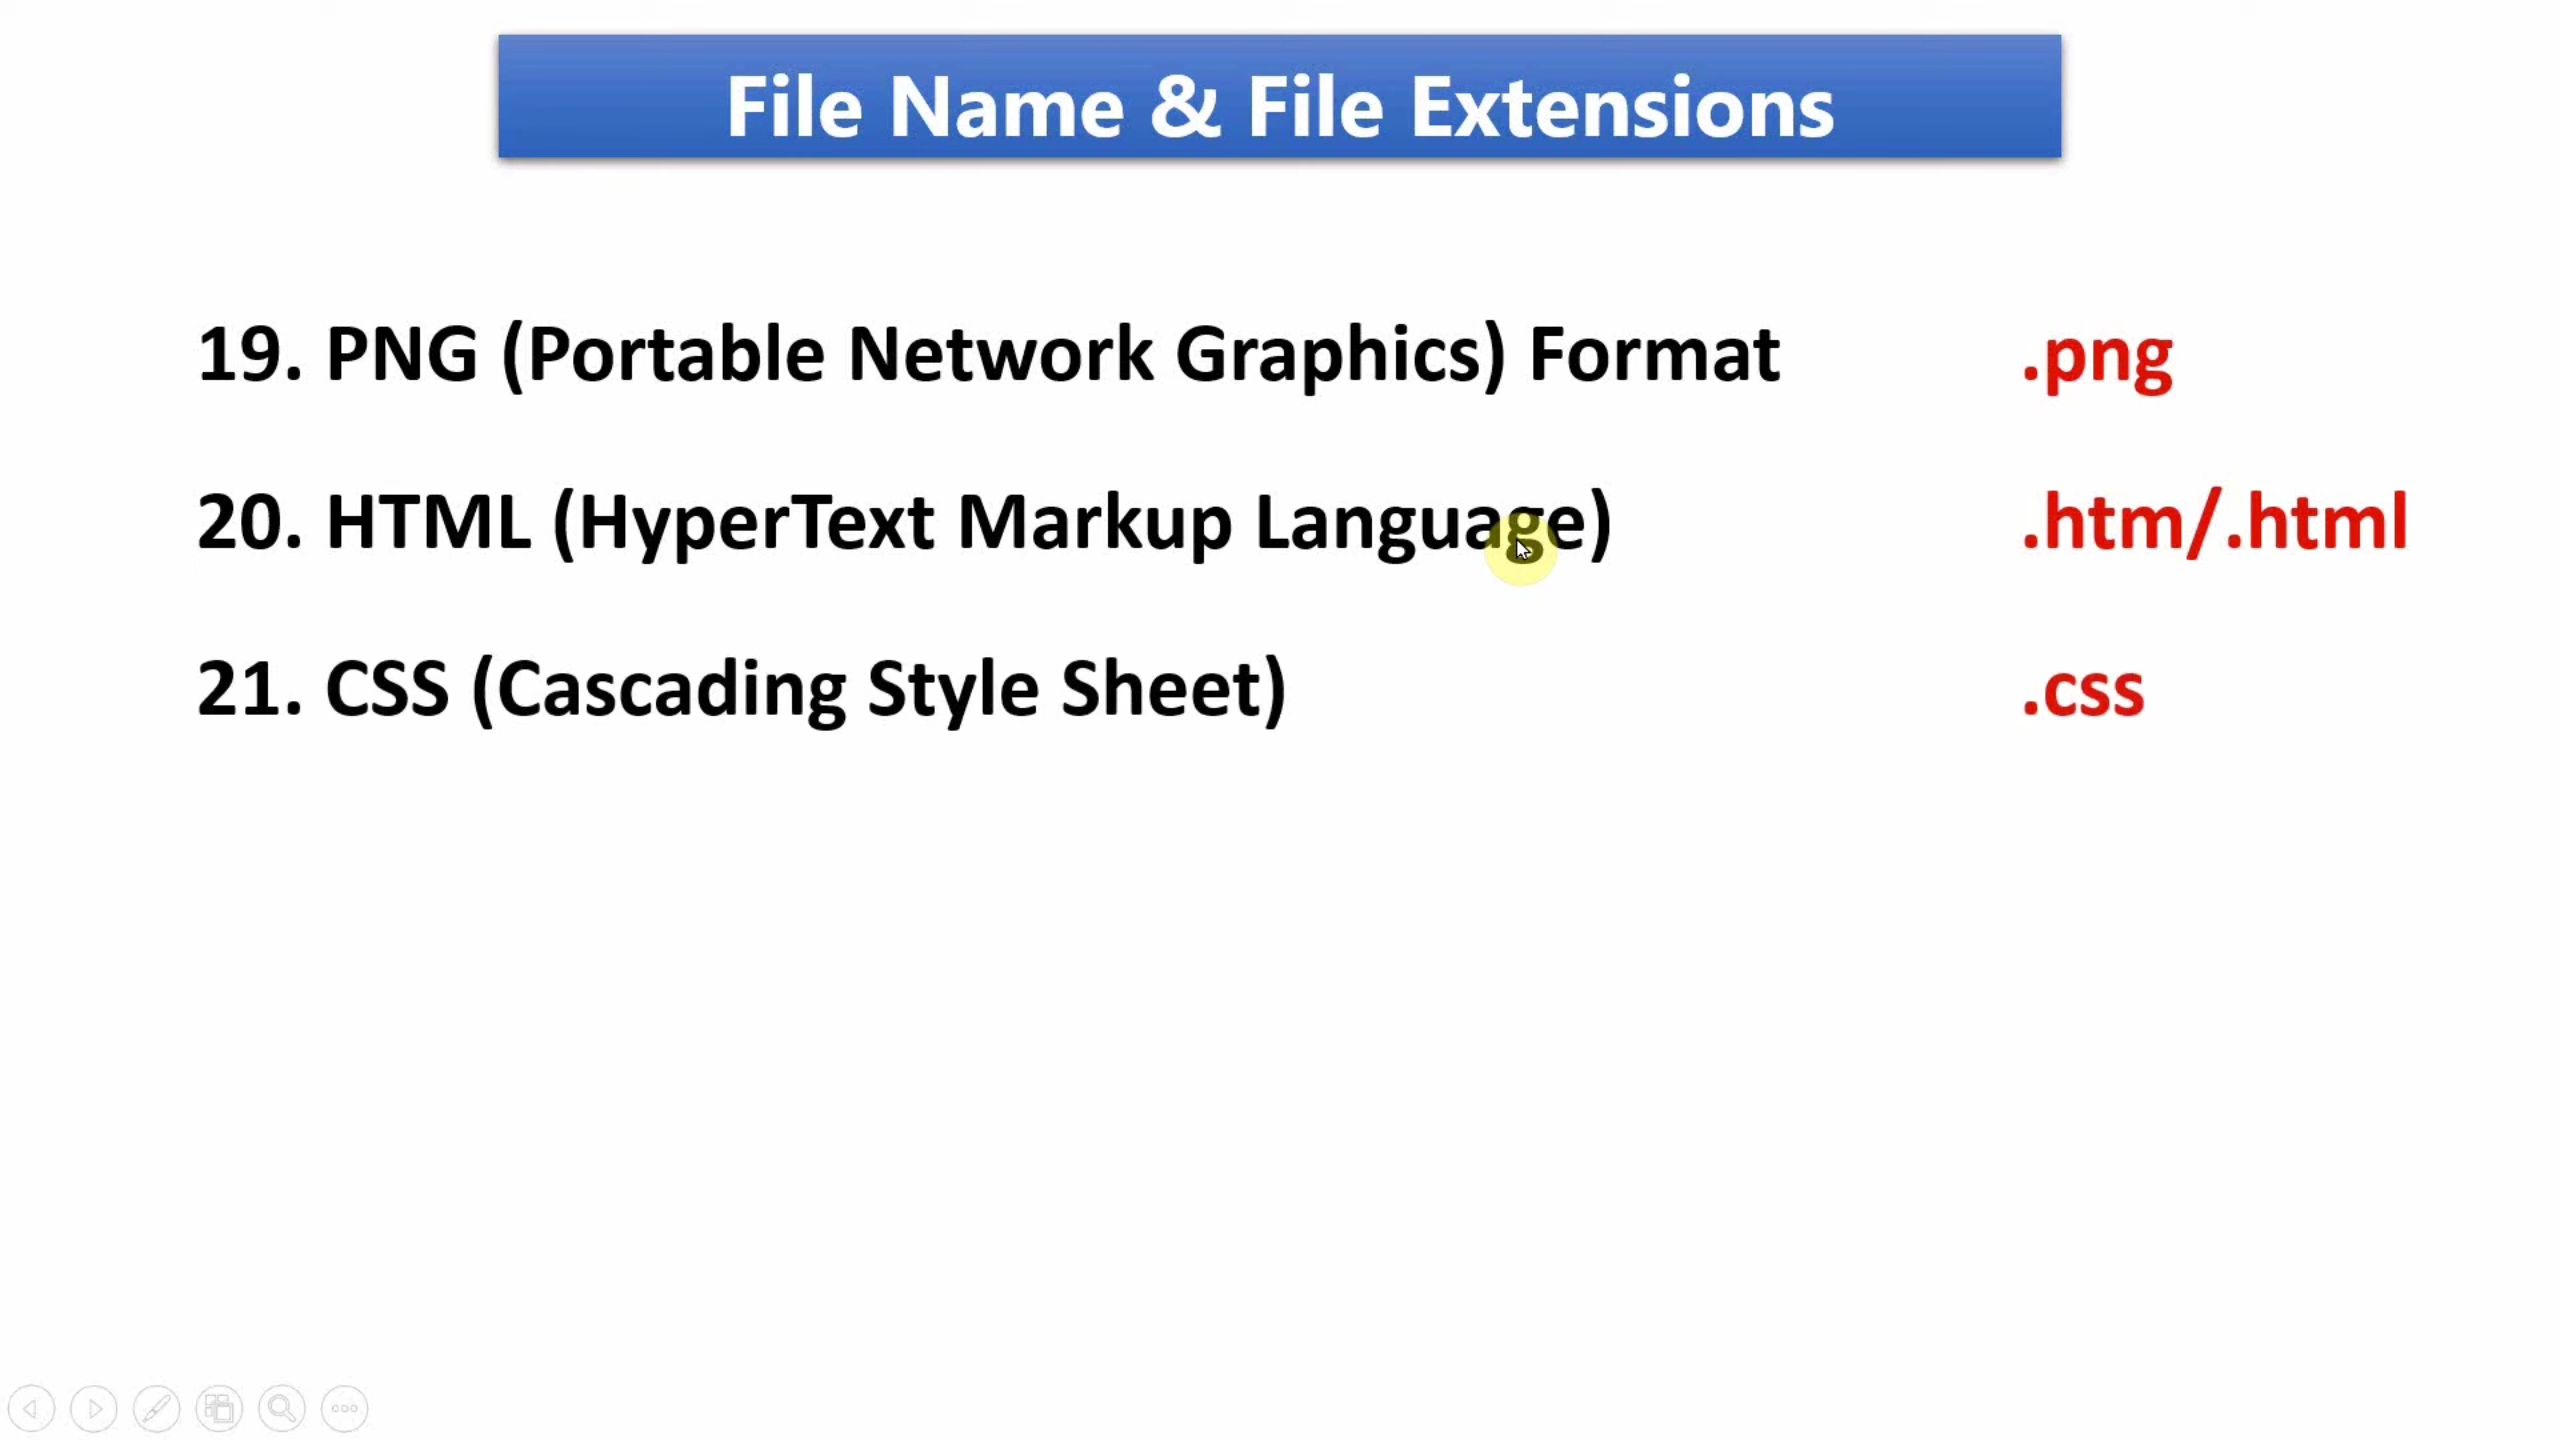 File Name & File Extensions
19. PNG (Portable Network Graphics) Format .png
20. HTML (HyperText Markup Language) .htm/.html
21. CSS (Cascading Style Sheet) .css